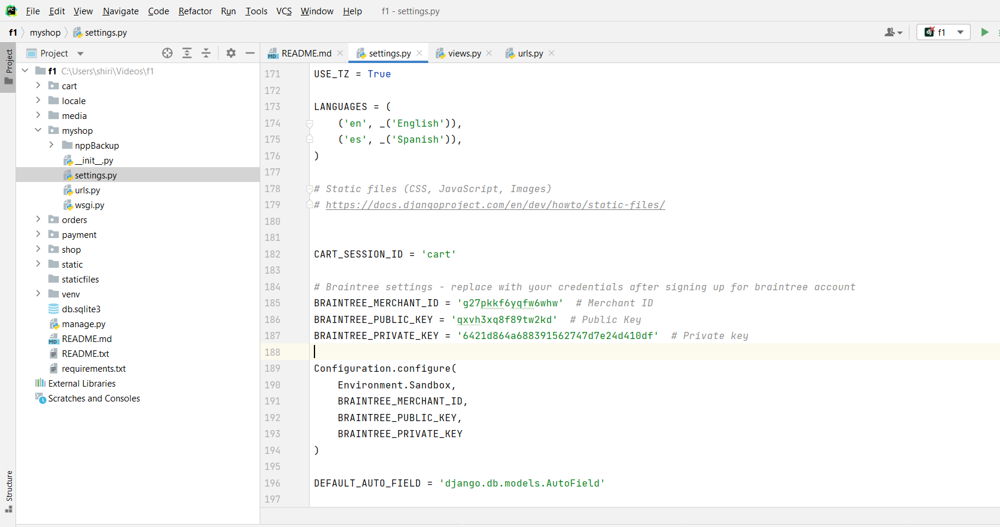 File Edit View Navigate Code Refactor Run Tools VCS Window Help f1 - settings.py
f1 myshop settings.py
f1
Project
Project
README.md settings.py views.py urls.py
f1 C:\Users\shiri\Videos\f1
cart
locale
media
myshop
nppBackup
__init__.py
settings.py
urls.py
wsgi.py
orders
payment
shop
static
staticfiles
venv
db.sqlite3
manage.py
README.md
README.txt
requirements.txt
External Libraries
Scratches and Consoles
Structure
171 USE_TZ = True
172
173 LANGUAGES = (
174     ('en', _('English')),
175     ('es', _('Spanish')),
176 )
177
178 # Static files (CSS, JavaScript, Images)
179 # https://docs.djangoproject.com/en/dev/howto/static-files/
180
181
182 CART_SESSION_ID = 'cart'
183
184 # Braintree settings - replace with your credentials after signing up for braintree account
185 BRAINTREE_MERCHANT_ID = 'g27pkkf6yqfw6whw'  # Merchant ID
186 BRAINTREE_PUBLIC_KEY = 'qxvh3xq8f89tw2kd'  # Public Key
187 BRAINTREE_PRIVATE_KEY = '6421d864a688391562747d7e24d410df'  # Private key
188
189 Configuration.configure(
190     Environment.Sandbox,
191     BRAINTREE_MERCHANT_ID,
192     BRAINTREE_PUBLIC_KEY,
193     BRAINTREE_PRIVATE_KEY
194 )
195
196 DEFAULT_AUTO_FIELD = 'django.db.models.AutoField'
197